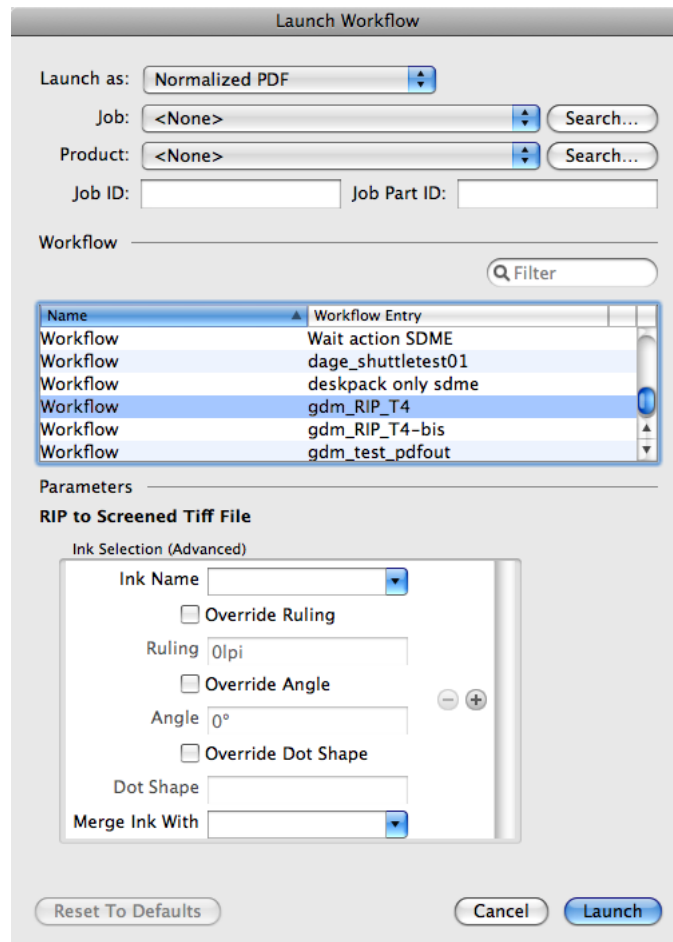 Launch Workflow
Launch as: Normalized PDF
Job: <None> Search...
Product: <None> Search...
Job ID: Job Part ID:
Workflow
Filter
Name Workflow Entry
Workflow Wait action SDME
Workflow dage_shuttletest01
Workflow deskpack only sdme
Workflow gdm_RIP_T4
Workflow gdm_RIP_T4-bis
Workflow gdm_test_pdfout
Parameters
RIP to Screened Tiff File
Ink Selection (Advanced)
Ink Name
Override Ruling
Ruling 0lpi
Override Angle
Angle 0°
Override Dot Shape
Dot Shape
Merge Ink With
Reset To Defaults Cancel Launch